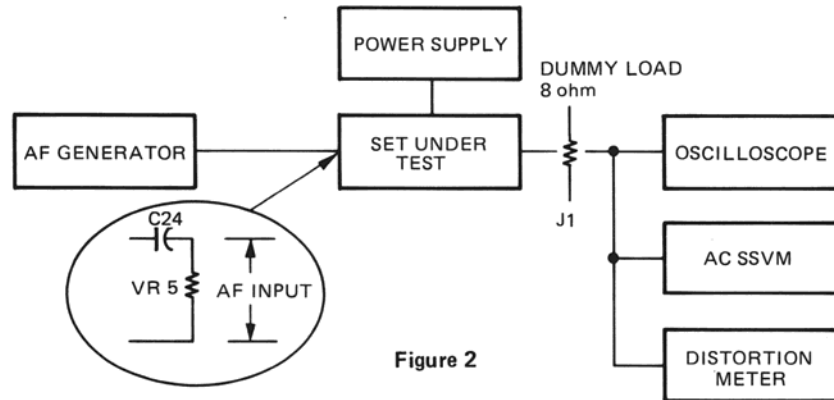 POWER SUPPLY
DUMMY LOAD
8 ohm
AF GENERATOR
SET UNDER
TEST
OSCILLOSCOPE
J1
C24
VR 5
AF INPUT
AC SSVM
Figure 2
DISTORTION
METER